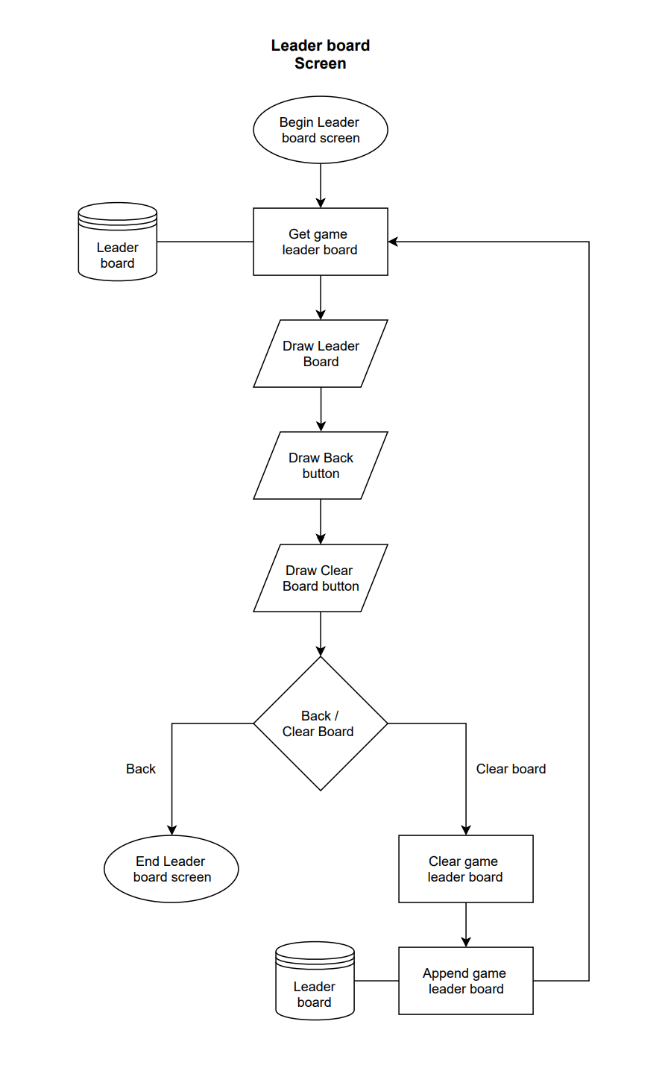 Leader board
Screen
Begin Leader
board screen
Get game
leader board
Leader
board
Draw Leader
Board
Draw Back
button
Draw Clear
Board button
Back /
Clear Board
Back
Clear board
End Leader
board screen
Clear game
leader board
Append game
leader board
Leader
board